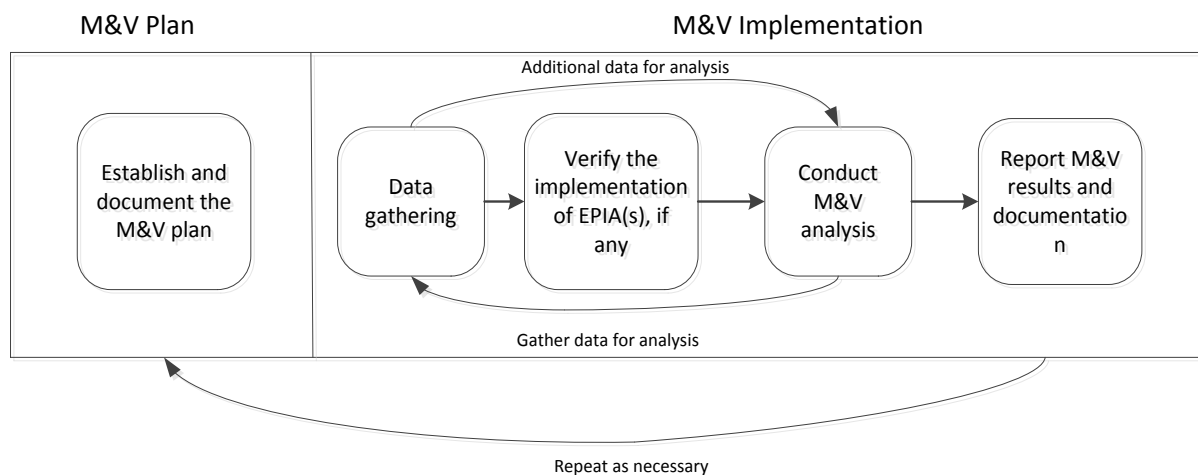 M&V Plan
M&V Implementation
Additional data for analysis
Establish and
document the
M&V plan
Data
gathering
Verify the
implementation
of EPIA(s), if
any
Conduct
M&V
analysis
Report M&V
results and
documentatio
n
Gather data for analysis
Repeat as necessary